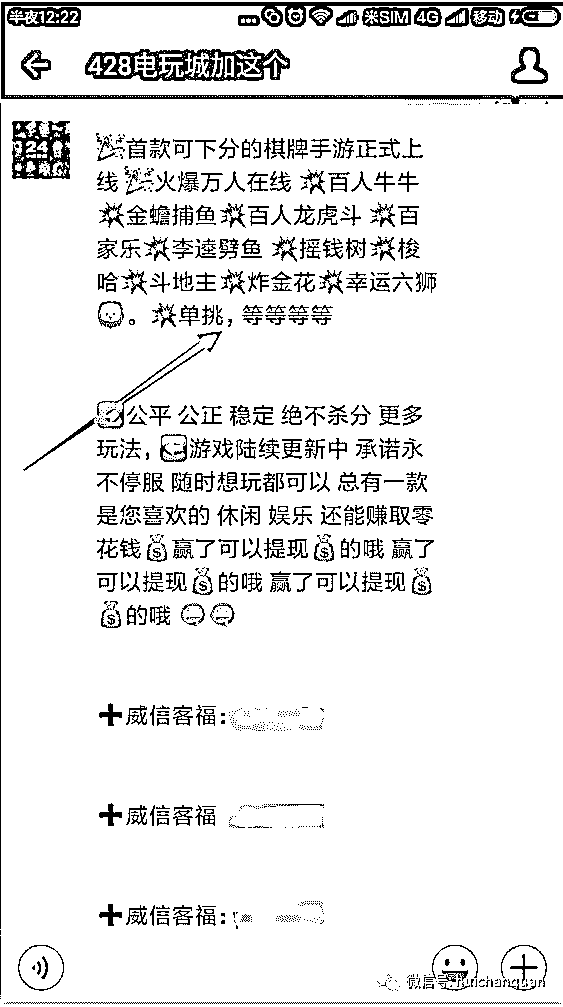 半夜12:22
米SIM 4G 移动
428电玩城加这个
首款可下分的棋牌手游正式上
线 火爆万人在线 百人牛牛
金蟾捕鱼 百人龙虎斗 百
家乐 李逵劈鱼 摇钱树 梭
哈 斗地主 炸金花 幸运六狮
。 单挑，等等等等
公平 公正 稳定 绝不杀分 更多
玩法， 游戏陆续更新中 承诺永
不停服 随时想玩都可以 总有一款
是您喜欢的 休闲 娱乐 还能赚取零
花钱 赢了可以提现 的哦 赢了
可以提现 的哦 赢了可以提现
的哦
➕威信客福：
➕威信客福
➕威信客福：
微信号: huichanquan